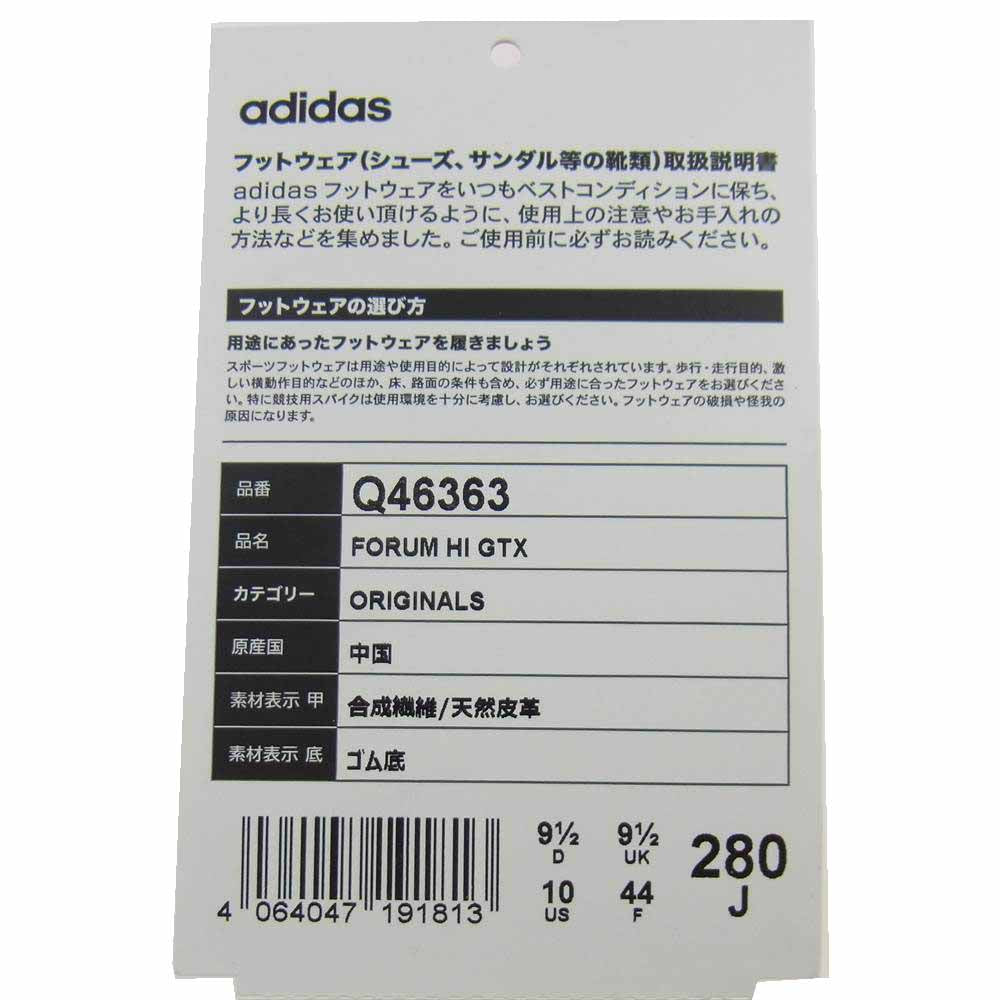 adidas
フットウェア(シューズ、サンダル等の靴類)取扱説明書
adidas フットウェアをいつもベストコンディションに保ち、
より長くお使い頂けるように、使用上の注意やお手入れの
方法などを集めました。ご使用前に必ずお読みください。
フットウェアの選び方
用途にあったフットウェアを履きましょう
スポーツフットウェアは用途や使用目的によって設計がそれぞれされています。歩行・走行目的、激
しい横動作目的などのほか、床、路面の条件も含め、必ず用途に合ったフットウェアをお選びくださ
い。特に競技用スパイクは使用環境を十分に考慮し、お選びください。フットウェアの破損や怪我の
原因になります。
品番 Q46363
品名 FORUM HI GTX
カテゴリー ORIGINALS
原産国 中国
素材表示 甲 合成繊維/天然皮革
素材表示 底 ゴム底
9½ 9½ 280
D UK J
10 44
US F
4 064047 191813